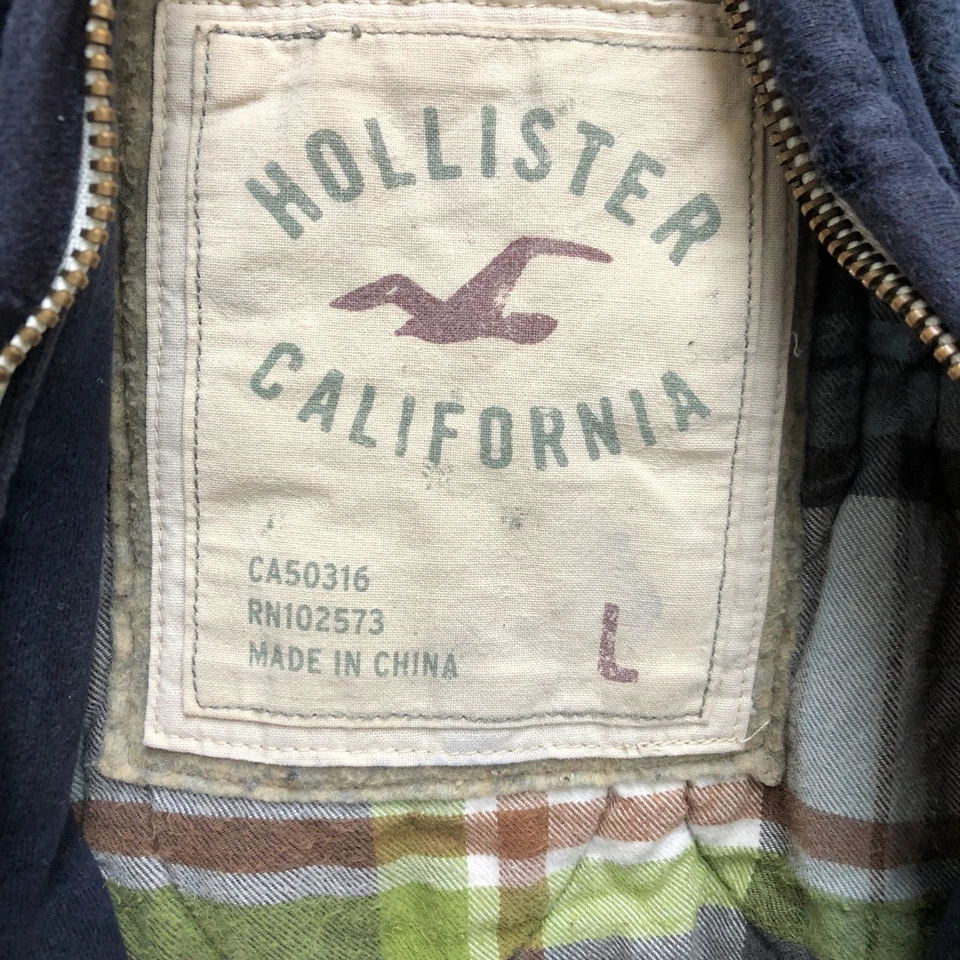 HOLLISTER
CALIFORNIA
CA50316
RN102573
MADE IN CHINA
L